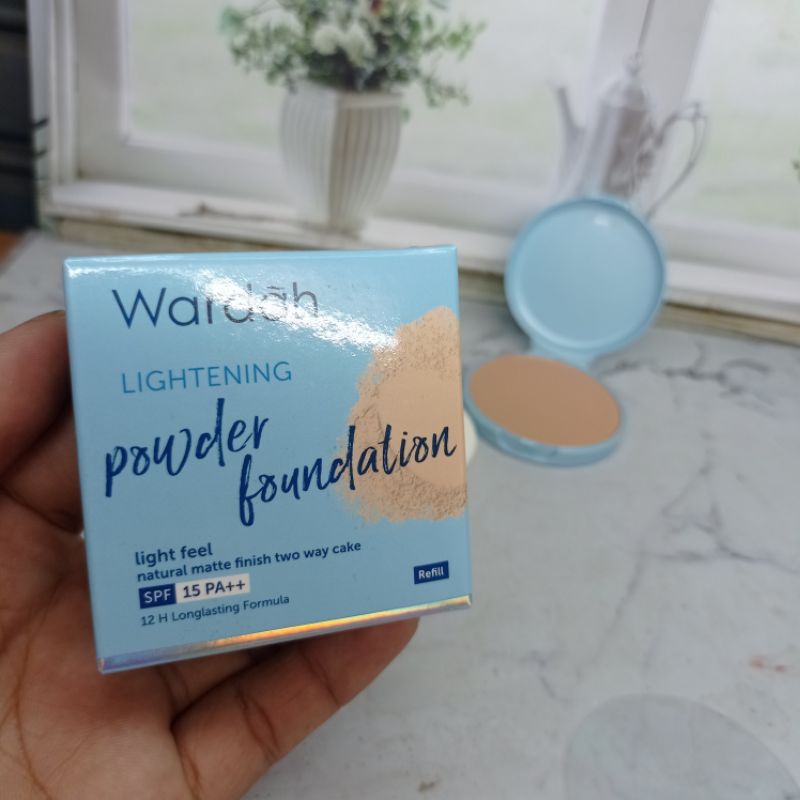 Wardah
LIGHTENING
powder
foundation
light feel
natural matte finish two way cake
SPF 15 PA++
Refill
12 H Longlasting Formula